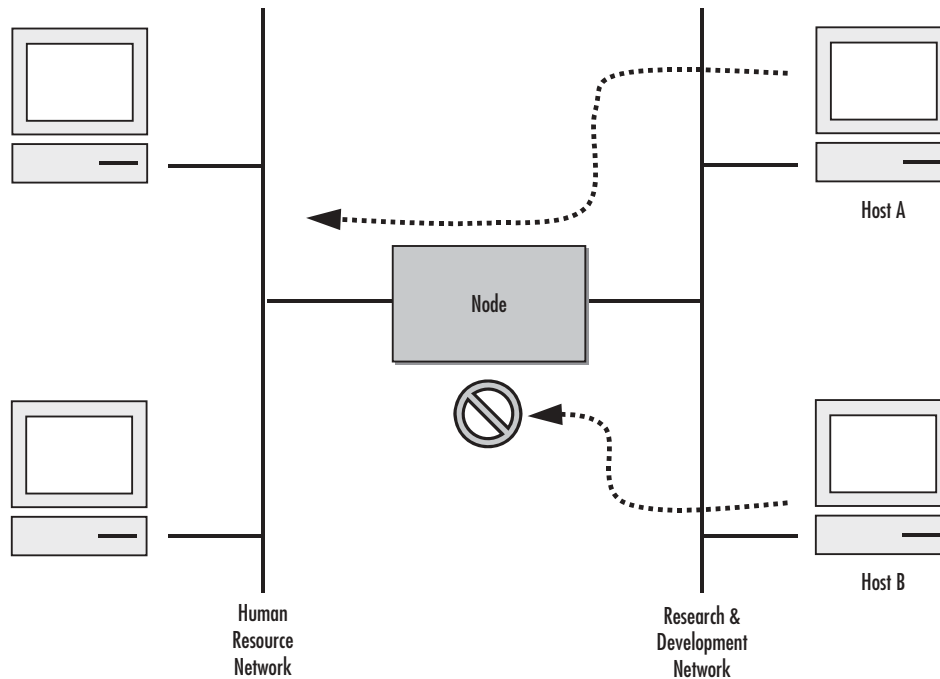 Host A
Node
Host B
Human
Resource
Network
Research &
Development
Network